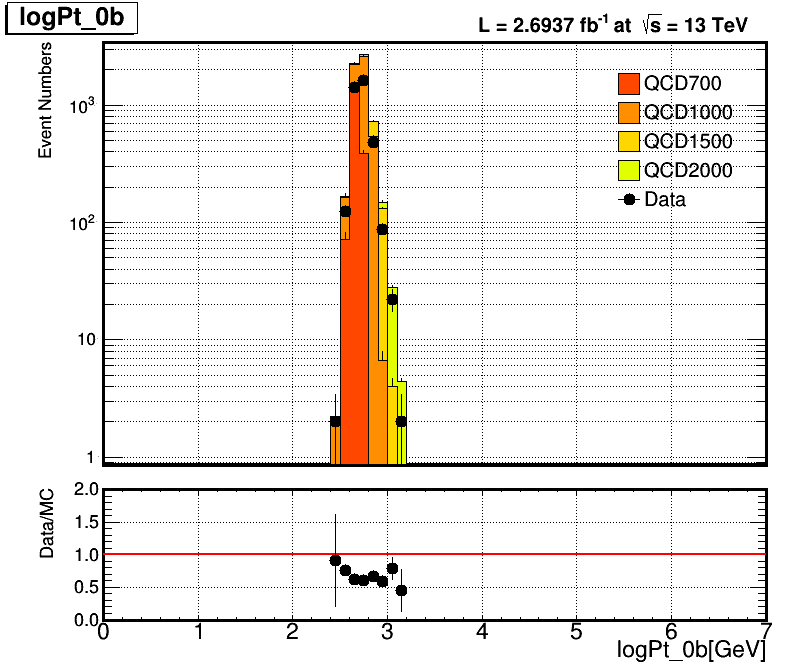 logPt_0b
L = 2.6937 fb⁻¹ at √s = 13 TeV
Event Numbers
10³
10²
10
1
QCD700
QCD1000
QCD1500
QCD2000
Data
Data/MC
2.0
1.5
1.0
0.5
0.0
0 1 2 3 4 5 6 7
logPt_0b[GeV]